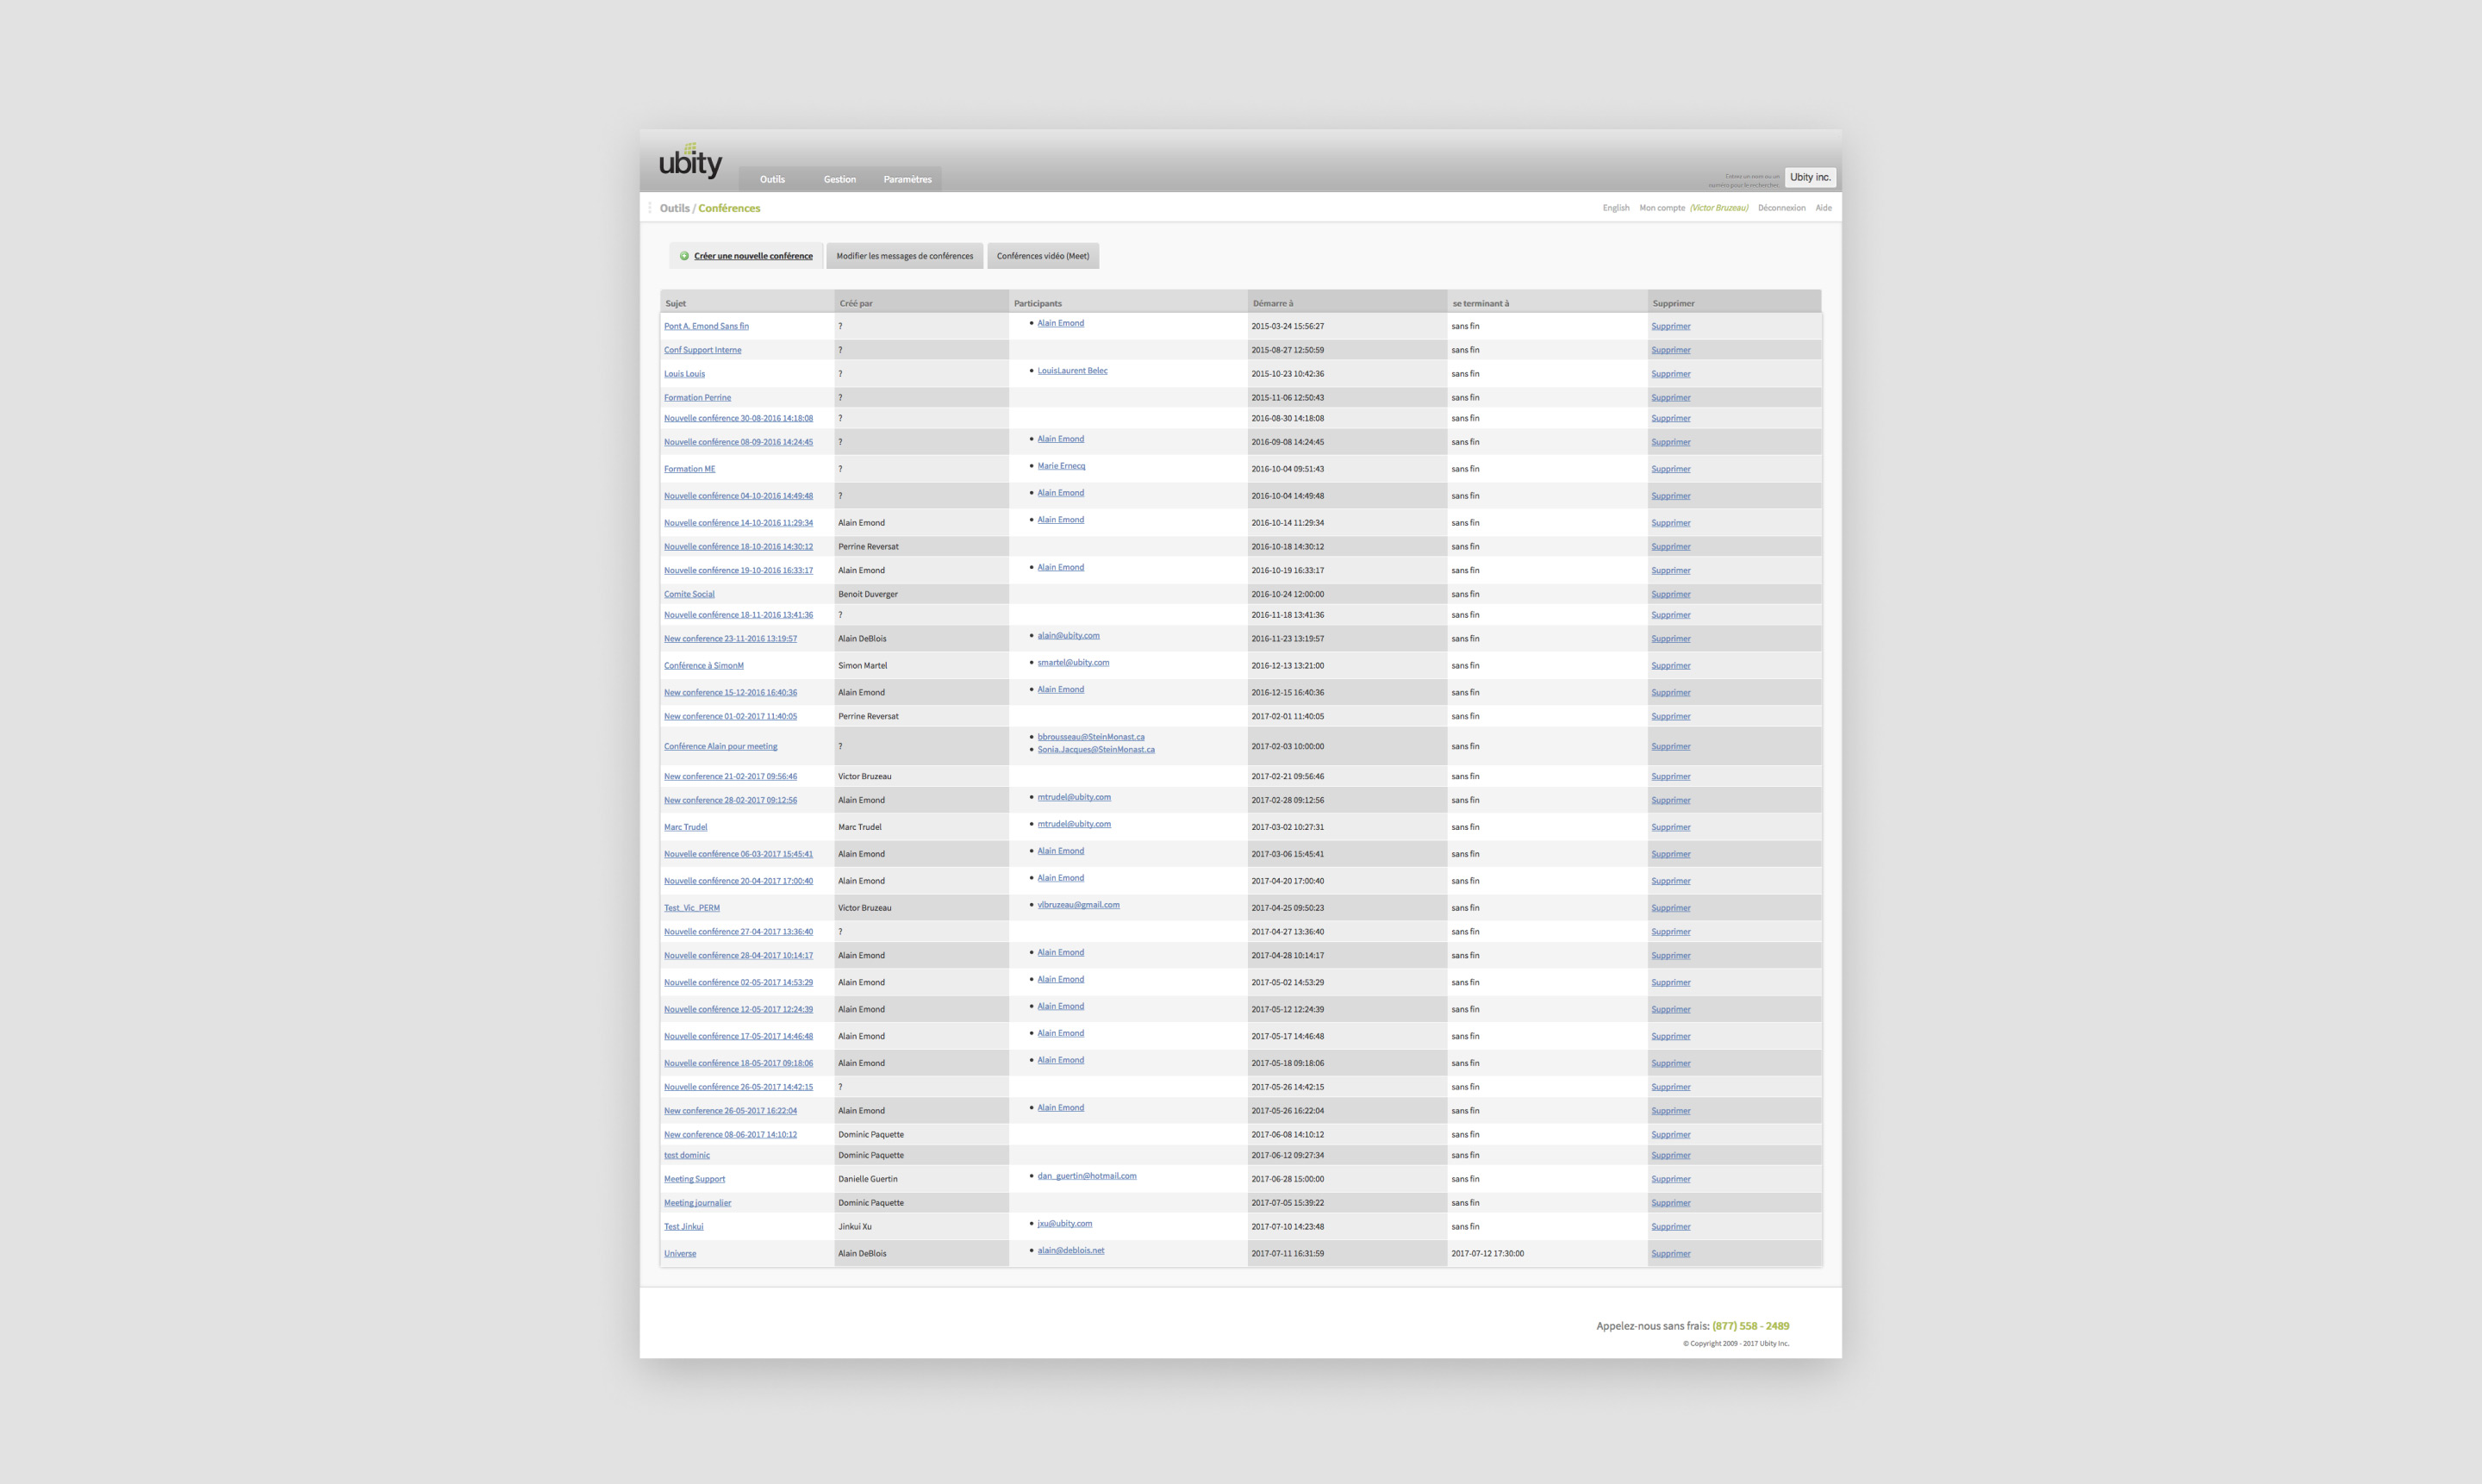 ubity
Outils Gestion Paramètres
Entrez un nom ou un
numéro pour le rechercher
Ubity inc.
Outils / Conférences
English Mon compte (Victor Bruzeau) Déconnexion Aide
Créer une nouvelle conférence Modifier les messages de conférences Conférences vidéo (Meet)
Sujet Créé par Participants Démarre à se terminant à Supprimer
Pont A. Emond Sans fin ? • Alain Emond 2015-03-24 15:56:27 sans fin Supprimer
Conf Support Interne ? 2015-08-27 12:50:59 sans fin Supprimer
Louis Louis ? • LouisLaurent Belec 2015-10-23 10:42:36 sans fin Supprimer
Formation Perrine ? 2015-11-06 12:50:43 sans fin Supprimer
Nouvelle conférence 30-08-2016 14:18:08 ? 2016-08-30 14:18:08 sans fin Supprimer
Nouvelle conférence 08-09-2016 14:24:45 ? • Alain Emond 2016-09-08 14:24:45 sans fin Supprimer
Formation ME ? • Marie Ernecq 2016-10-04 09:51:43 sans fin Supprimer
Nouvelle conférence 04-10-2016 14:49:48 ? • Alain Emond 2016-10-04 14:49:48 sans fin Supprimer
Nouvelle conférence 14-10-2016 11:29:34 Alain Emond • Alain Emond 2016-10-14 11:29:34 sans fin Supprimer
Nouvelle conférence 18-10-2016 14:30:12 Perrine Reversat 2016-10-18 14:30:12 sans fin Supprimer
Nouvelle conférence 19-10-2016 16:33:17 Alain Emond • Alain Emond 2016-10-19 16:33:17 sans fin Supprimer
Comite Social Benoit Duverger 2016-10-24 12:00:00 sans fin Supprimer
Nouvelle conférence 18-11-2016 13:41:36 ? 2016-11-18 13:41:36 sans fin Supprimer
New conference 23-11-2016 13:19:57 Alain DeBlois • alain@ubity.com 2016-11-23 13:19:57 sans fin Supprimer
Conférence à SimonM Simon Martel • smartel@ubity.com 2016-12-13 13:21:00 sans fin Supprimer
New conference 15-12-2016 16:40:36 Alain Emond • Alain Emond 2016-12-15 16:40:36 sans fin Supprimer
New conference 01-02-2017 11:40:05 Perrine Reversat 2017-02-01 11:40:05 sans fin Supprimer
Conférence Alain pour meeting ? • bbrousseau@SteinMonast.ca
• Sonia.Jacques@SteinMonast.ca 2017-02-03 10:00:00 sans fin Supprimer
New conference 21-02-2017 09:56:46 Victor Bruzeau 2017-02-21 09:56:46 sans fin Supprimer
New conference 28-02-2017 09:12:56 Alain Emond • mtrudel@ubity.com 2017-02-28 09:12:56 sans fin Supprimer
Marc Trudel Marc Trudel • mtrudel@ubity.com 2017-03-02 10:27:31 sans fin Supprimer
Nouvelle conférence 06-03-2017 15:45:41 Alain Emond • Alain Emond 2017-03-06 15:45:41 sans fin Supprimer
Nouvelle conférence 20-04-2017 17:00:40 Alain Emond • Alain Emond 2017-04-20 17:00:40 sans fin Supprimer
Test_Vic_PERM Victor Bruzeau • vlbruzeau@gmail.com 2017-04-25 09:50:23 sans fin Supprimer
Nouvelle conférence 27-04-2017 13:36:40 ? 2017-04-27 13:36:40 sans fin Supprimer
Nouvelle conférence 28-04-2017 10:14:17 Alain Emond • Alain Emond 2017-04-28 10:14:17 sans fin Supprimer
Nouvelle conférence 02-05-2017 14:53:29 Alain Emond • Alain Emond 2017-05-02 14:53:29 sans fin Supprimer
Nouvelle conférence 12-05-2017 12:24:39 Alain Emond • Alain Emond 2017-05-12 12:24:39 sans fin Supprimer
Nouvelle conférence 17-05-2017 14:46:48 Alain Emond • Alain Emond 2017-05-17 14:46:48 sans fin Supprimer
Nouvelle conférence 18-05-2017 09:18:06 Alain Emond • Alain Emond 2017-05-18 09:18:06 sans fin Supprimer
Nouvelle conférence 26-05-2017 14:42:15 ? 2017-05-26 14:42:15 sans fin Supprimer
New conference 26-05-2017 16:22:04 Alain Emond • Alain Emond 2017-05-26 16:22:04 sans fin Supprimer
New conference 08-06-2017 14:10:12 Dominic Paquette 2017-06-08 14:10:12 sans fin Supprimer
test dominic Dominic Paquette 2017-06-12 09:27:34 sans fin Supprimer
Meeting Support Danielle Guertin • dan_guertin@hotmail.com 2017-06-28 15:00:00 sans fin Supprimer
Meeting journalier Dominic Paquette 2017-07-05 15:39:22 sans fin Supprimer
Test Jinkui Jinkui Xu • jxu@ubity.com 2017-07-10 14:23:48 sans fin Supprimer
Universe Alain DeBlois • alain@deblois.net 2017-07-11 16:31:59 2017-07-12 17:30:00 Supprimer
Appelez-nous sans frais: (877) 558 - 2489
© Copyright 2009 - 2017 Ubity Inc.